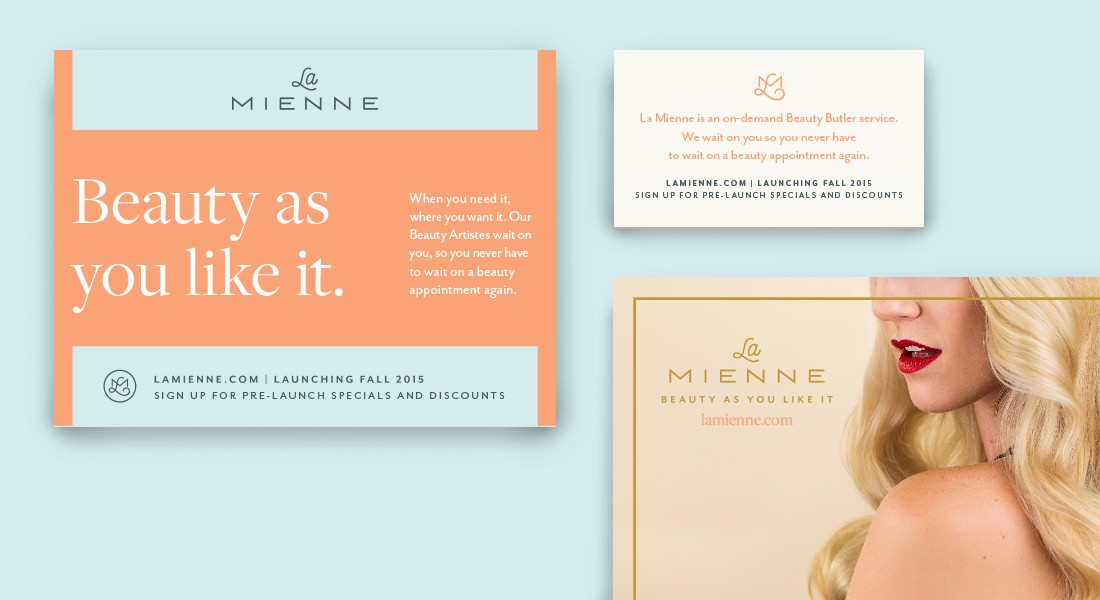 La
MIENNE
Beauty as
you like it.
When you need it,
where you want it. Our
Beauty Artistes wait on
you, so you never have
to wait on a beauty
appointment again.
LAMIENNE.COM | LAUNCHING FALL 2015
SIGN UP FOR PRE-LAUNCH SPECIALS AND DISCOUNTS
La Mienne is an on-demand Beauty Butler service.
We wait on you so you never have
to wait on a beauty appointment again.
LAMIENNE.COM | LAUNCHING FALL 2015
SIGN UP FOR PRE-LAUNCH SPECIALS AND DISCOUNTS
La
MIENNE
BEAUTY AS YOU LIKE IT
lamienne.com